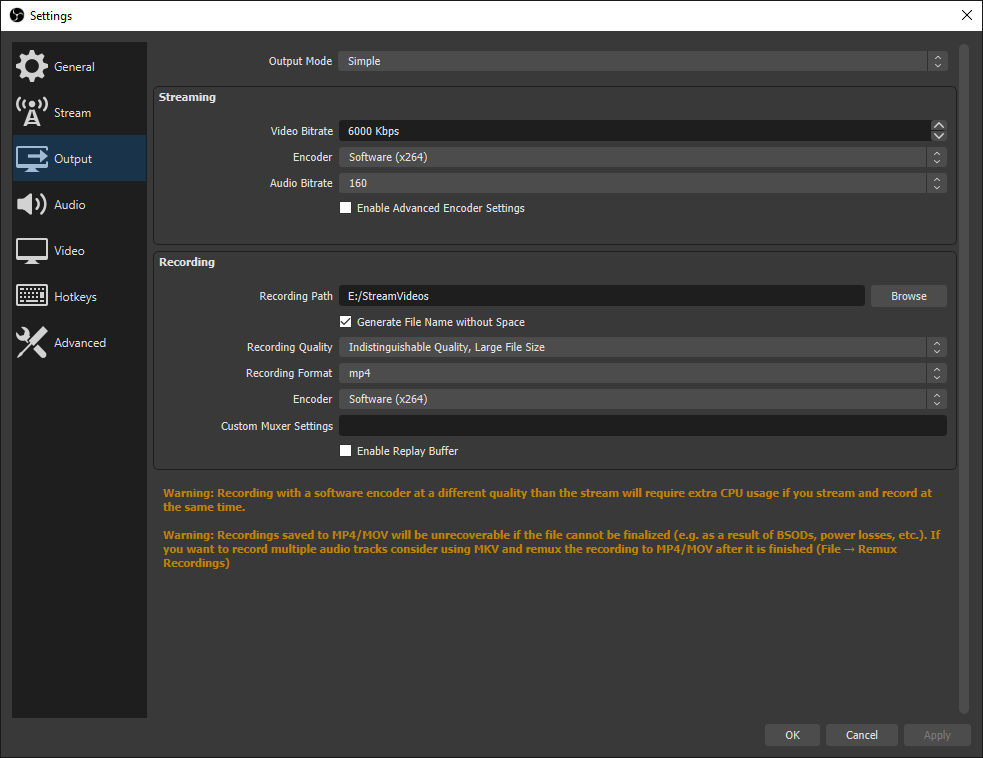 Settings
General
Stream
Output
Audio
Video
Hotkeys
Advanced
Output Mode Simple
Streaming
Video Bitrate 6000 Kbps
Encoder Software (x264)
Audio Bitrate 160
Enable Advanced Encoder Settings
Recording
Recording Path E:/StreamVideos Browse
Generate File Name without Space
Recording Quality Indistinguishable Quality, Large File Size
Recording Format mp4
Encoder Software (x264)
Custom Muxer Settings
Enable Replay Buffer
Warning: Recording with a software encoder at a different quality than the stream will require extra CPU usage if you stream and record at
the same time.
Warning: Recordings saved to MP4/MOV will be unrecoverable if the file cannot be finalized (e.g. as a result of BSODs, power losses, etc.). If
you want to record multiple audio tracks consider using MKV and remux the recording to MP4/MOV after it is finished (File → Remux
Recordings)
OK Cancel Apply